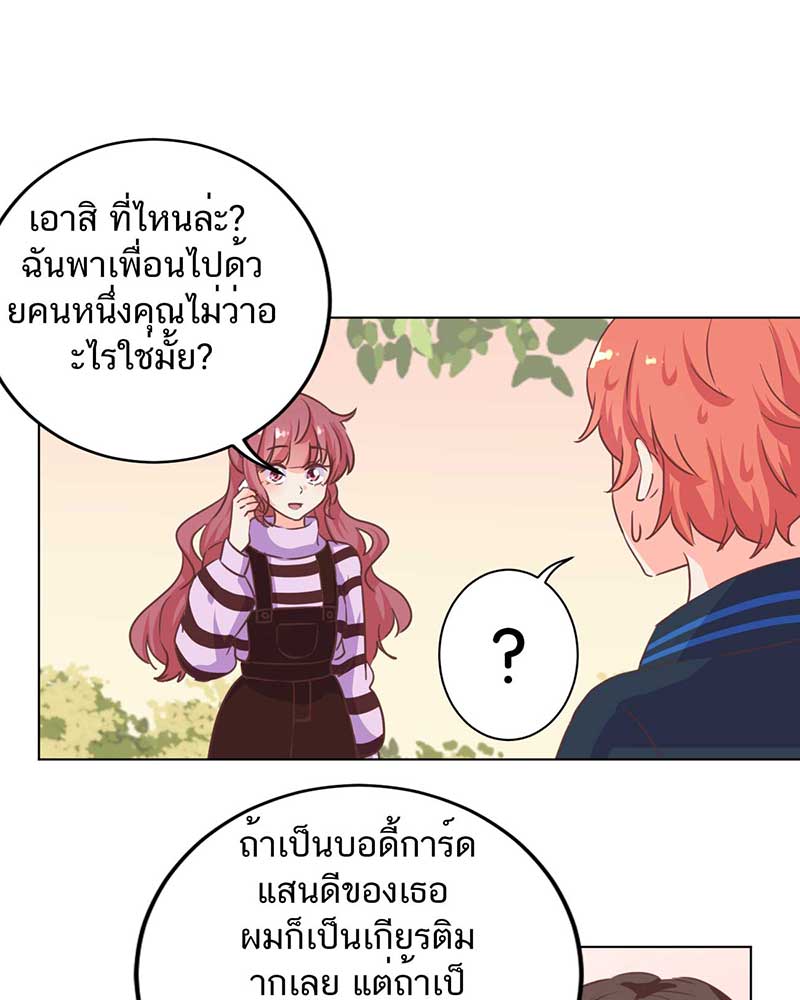 เอาสิ ที่ไหนล่ะ?
ฉันพาเพื่อนไปด้ว
ยคนหนึ่งคุณไม่ว่าอ
ะไรใช่มั้ย?
?
ถ้าเป็นบอดี้การ์ด
แสนดีของเธอ
ผมก็เป็นเกียรติม
ากเลย แต่ถ้าเป็